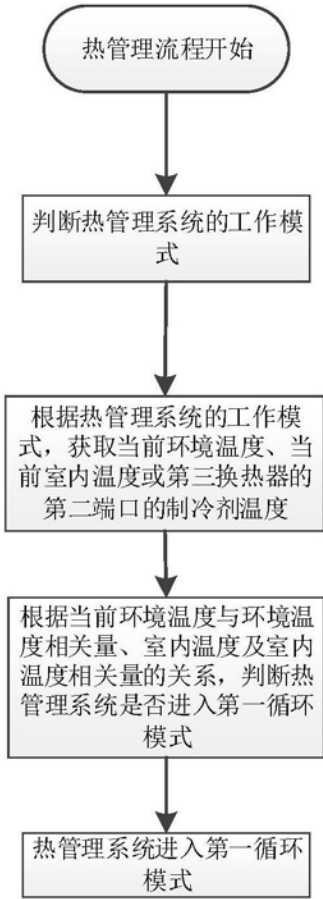 热管理流程开始
判断热管理系统的工作模
式
根据热管理系统的工作模
式，获取当前环境温度、当
前室内温度或第三换热器的
第二端口的制冷剂温度
根据当前环境温度与环境温
度相关量、室内温度及室内
温度相关量的关系，判断热
管理系统是否进入第一循环
模式
热管理系统进入第一循环
模式